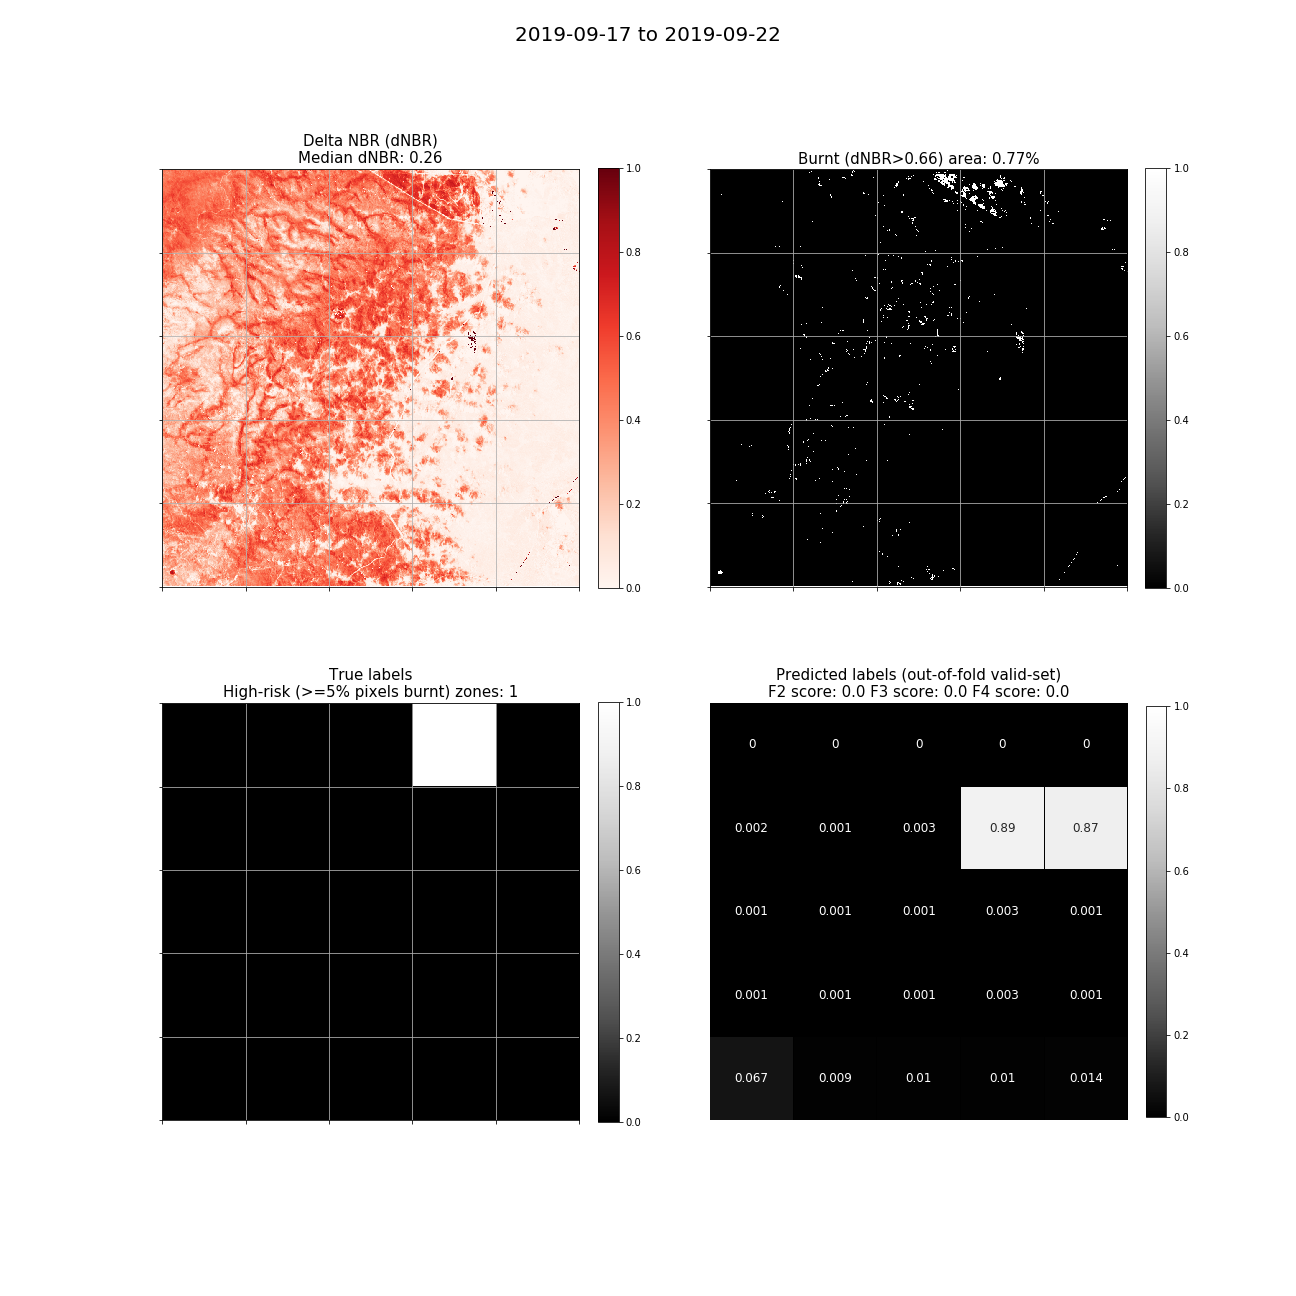 2019-09-17 to 2019-09-22
Delta NBR (dNBR)
Median dNBR: 0.26
1.0
0.8
0.6
0.4
0.2
0.0
Burnt (dNBR>0.66) area: 0.77%
1.0
0.8
0.6
0.4
0.2
0.0
True labels
High-risk (>=5% pixels burnt) zones: 1
1.0
0.8
0.6
0.4
0.2
0.0
Predicted labels (out-of-fold valid-set)
F2 score: 0.0 F3 score: 0.0 F4 score: 0.0
0 0 0 0 0
0.002 0.001 0.003 0.89 0.87
0.001 0.001 0.001 0.003 0.001
0.001 0.001 0.001 0.003 0.001
0.067 0.009 0.01 0.01 0.014
1.0
0.8
0.6
0.4
0.2
0.0